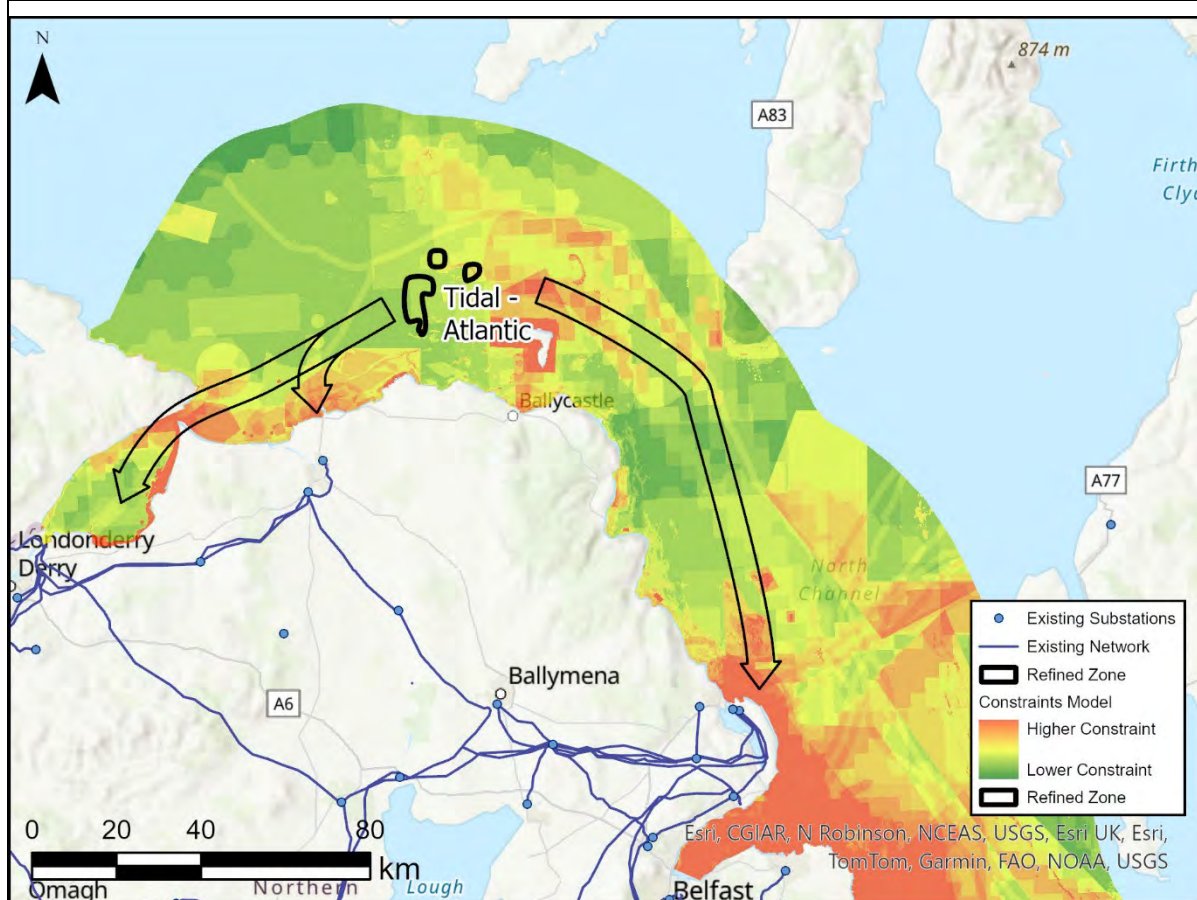 N
874 m
A83
Firth
Clyd
Tidal -
Atlantic
Ballycastle
A77
Londonderry
Derry
North
Channel
Ballymena
A6
Existing Substations
Existing Network
Refined Zone
Constraints Model
Higher Constraint
Lower Constraint
Refined Zone
0 20 40 80
km
Esri, CGIAR, N Robinson, NCEAS, USGS, Esri UK, Esri,
TomTom, Garmin, FAO, NOAA, USGS
Omagh
Northern
Lough
Belfast